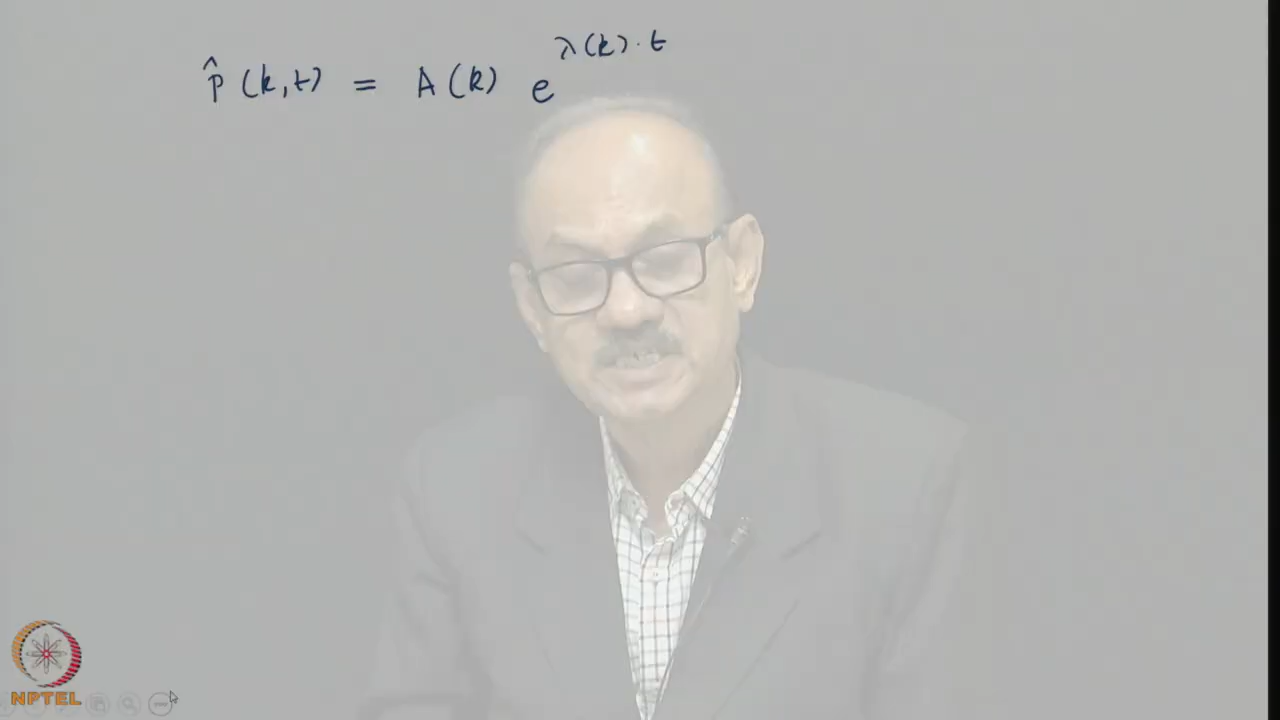 p̂(k,t) = A(k) e^{λ(k)·t}
NPTEL